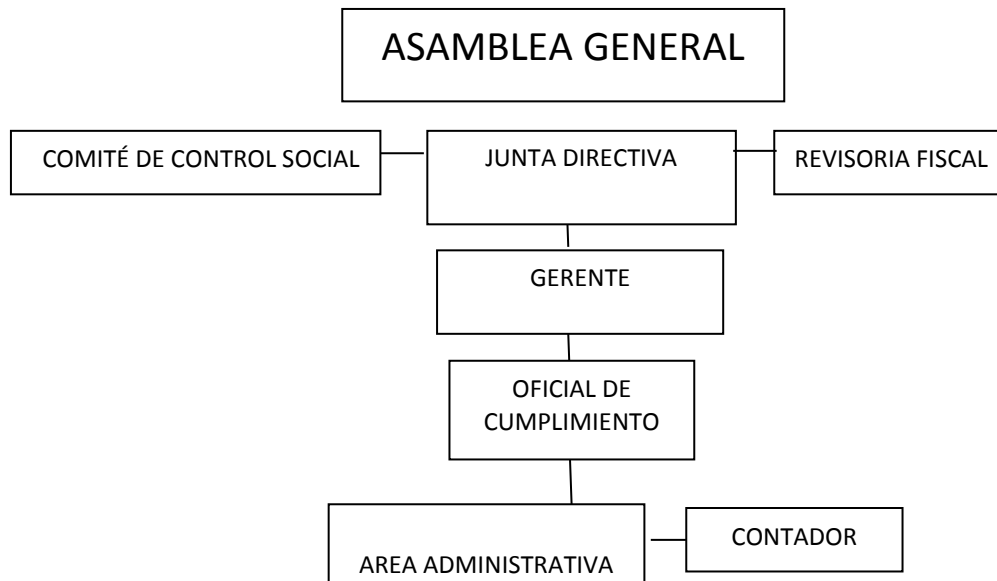 ASAMBLEA GENERAL
COMITÉ DE CONTROL SOCIAL
JUNTA DIRECTIVA
REVISORIA FISCAL
GERENTE
OFICIAL DE
CUMPLIMIENTO
CONTADOR
AREA ADMINISTRATIVA